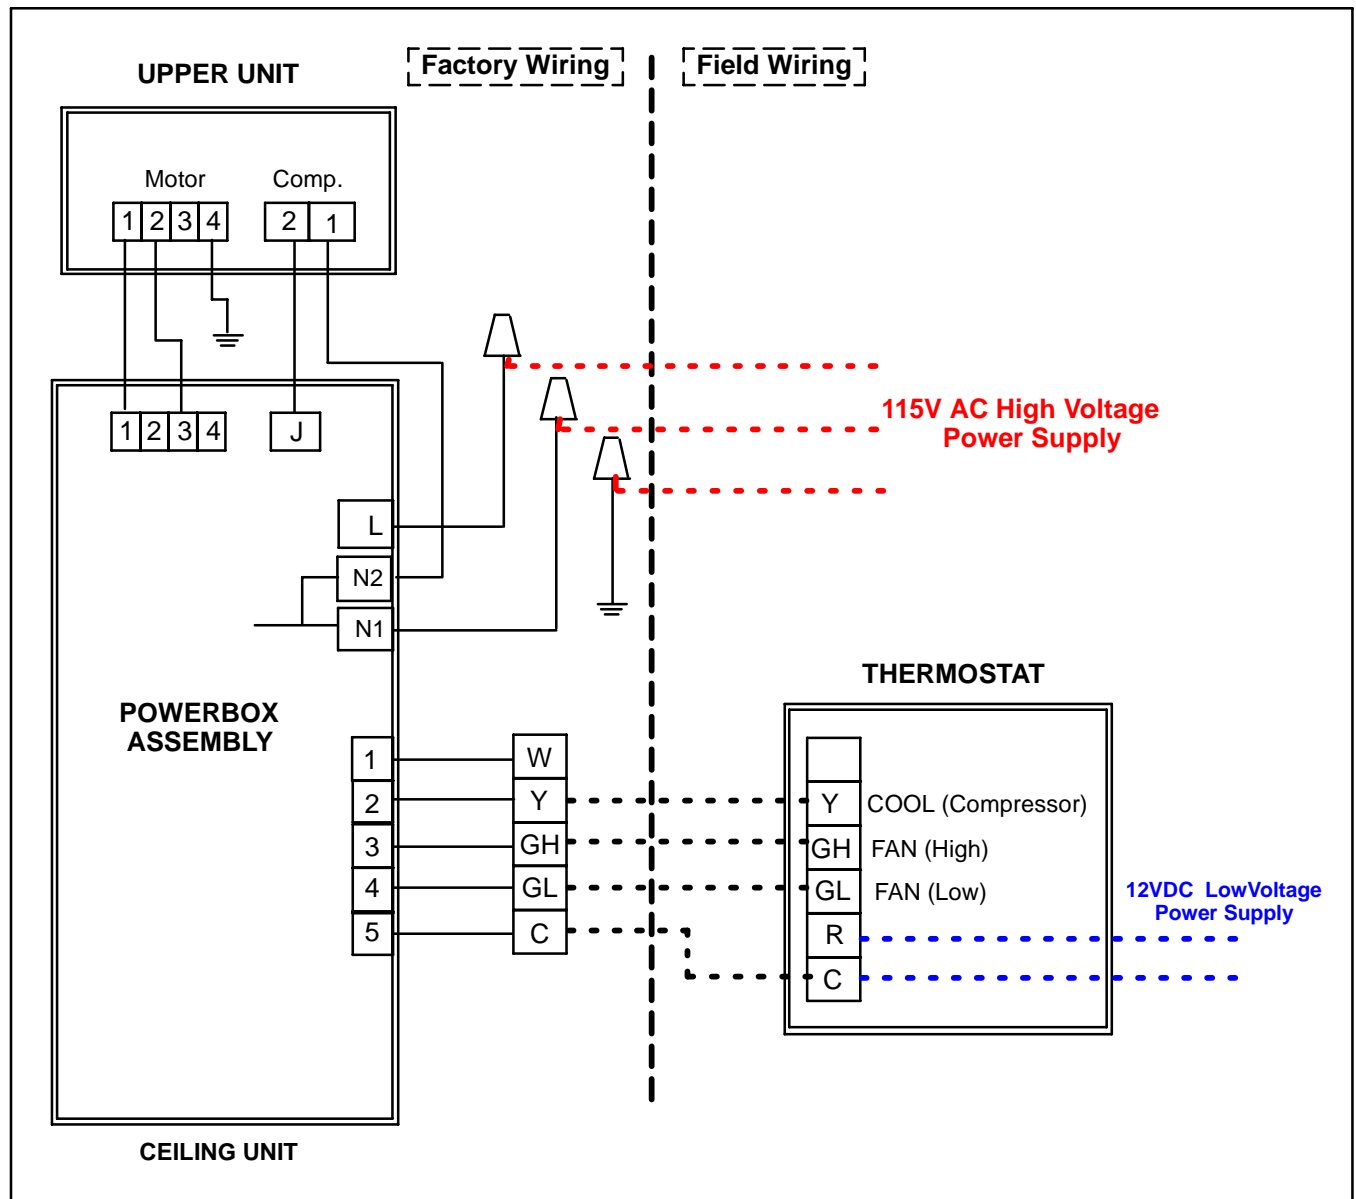 UPPER UNIT
Factory Wiring
Field Wiring
Motor
Comp.
1 2 3 4
2 1
1 2 3 4
J
115V AC High Voltage
Power Supply
L
N2
N1
THERMOSTAT
POWERBOX
ASSEMBLY
1 W
2 Y
3 GH
4 GL
5 C
Y COOL (Compressor)
GH FAN (High)
GL FAN (Low)
R
C
12VDC LowVoltage
Power Supply
CEILING UNIT